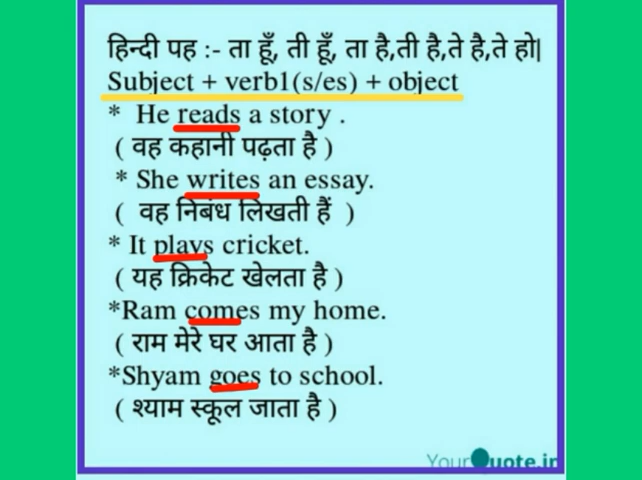 हिन्दी पह :- ता हूँ, ती हूँ, ता है,ती है,ते है,ते हो|
Subject + verb1(s/es) + object
* He reads a story .
( वह कहानी पढ़ता है )
* She writes an essay.
( वह निबंध लिखती हैं )
* It plays cricket.
( यह क्रिकेट खेलता है )
*Ram comes my home.
( राम मेरे घर आता है )
*Shyam goes to school.
( श्याम स्कूल जाता है )
YourQuote.in